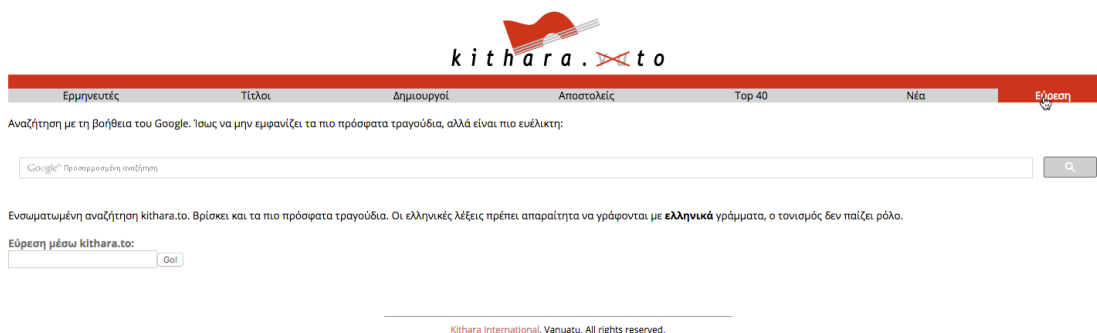 kithara.to
Ερμηνευτές Τίτλοι Δημιουργοί Αποστολείς Top 40 Νέα Εύρεση
Αναζήτηση με τη βοήθεια του Google. Ίσως να μην εμφανίζει τα πιο πρόσφατα τραγούδια, αλλά είναι πιο ευέλικτη:
Google™ Προσαρμοσμένη αναζήτηση
Ενσωματωμένη αναζήτηση kithara.to. Βρίσκει και τα πιο πρόσφατα τραγούδια. Οι ελληνικές λέξεις πρέπει απαραίτητα να γράφονται με ελληνικά γράμματα, ο τονισμός δεν παίζει ρόλο.
Εύρεση μέσω kithara.to:
Go!
Kithara International, Vanuatu. All rights reserved.